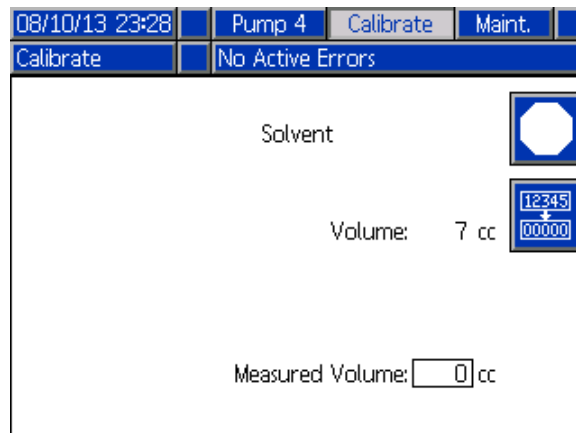 08/10/13 23:28 Pump 4 Calibrate Maint.
Calibrate No Active Errors
Solvent
12345
Volume: 7 cc 00000
Measured Volume: 0 cc